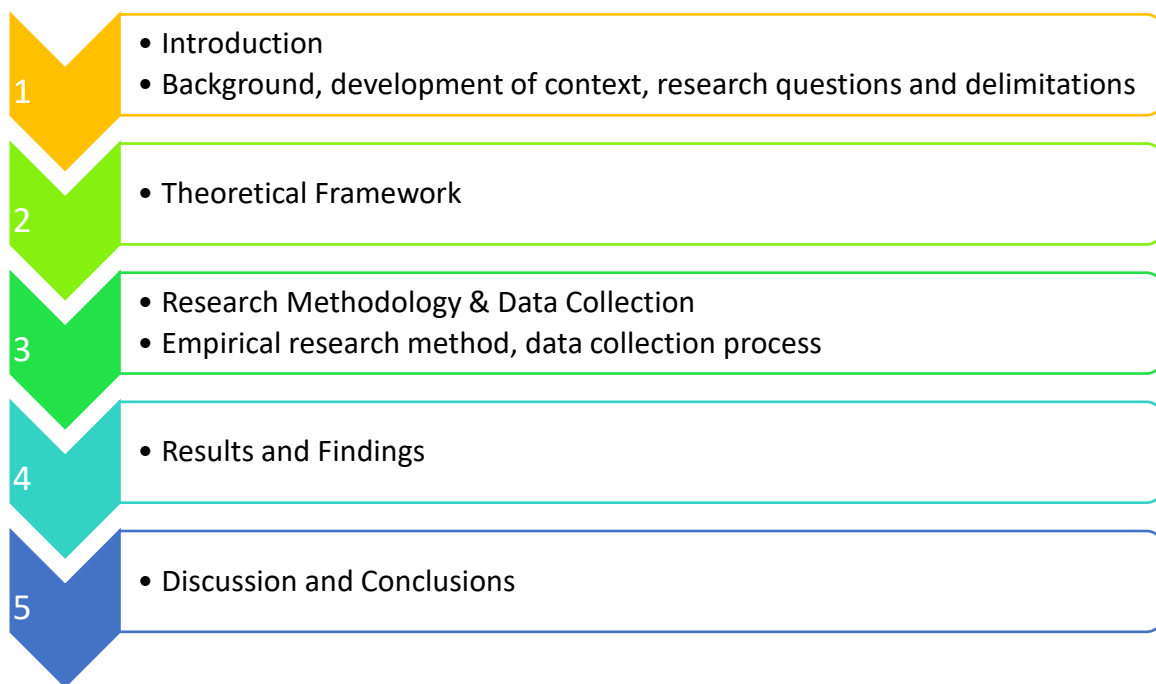 1
• Introduction
• Background, development of context, research questions and delimitations
2
• Theoretical Framework
3
• Research Methodology & Data Collection
• Empirical research method, data collection process
4
• Results and Findings
5
• Discussion and Conclusions